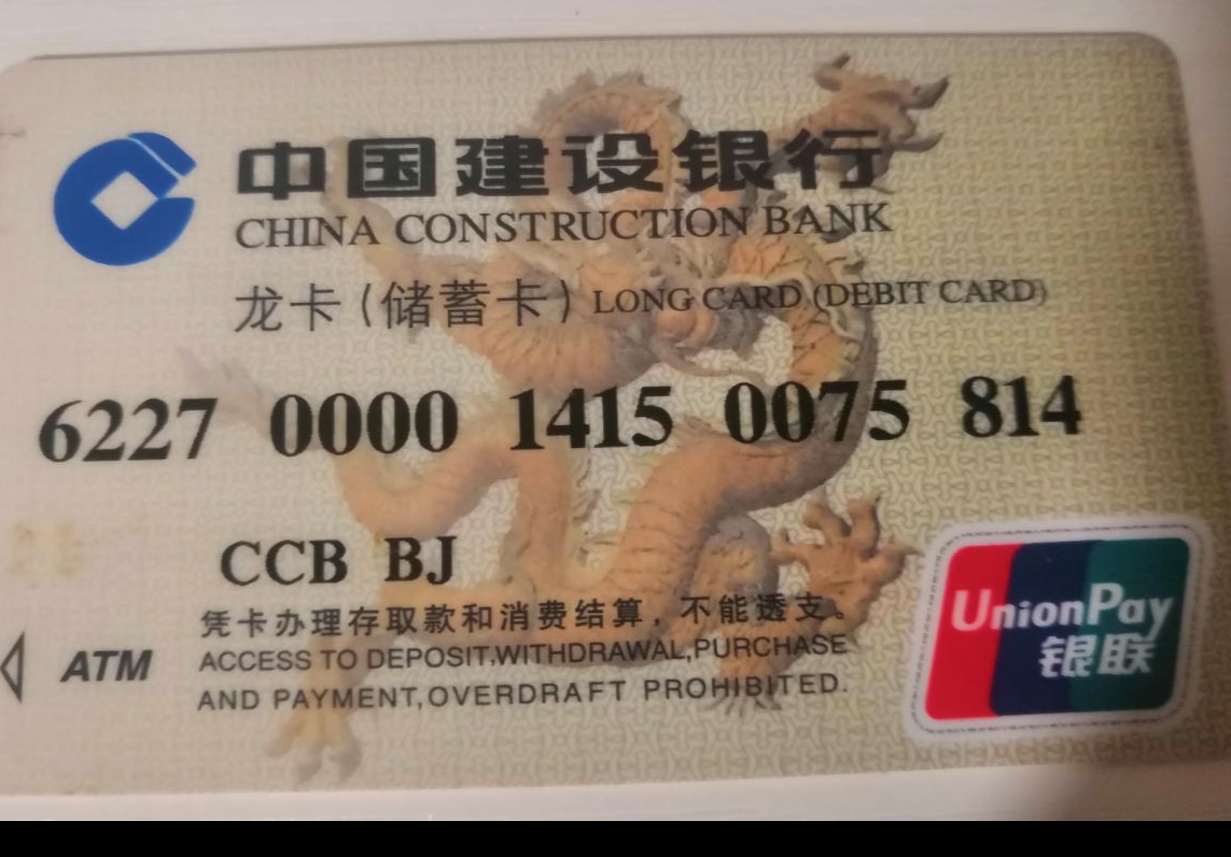 中国建设银行
CHINA CONSTRUCTION BANK
龙卡(储蓄卡) LONG CARD (DEBIT CARD)
6227 0000 1415 0075 814
CCB BJ
凭卡办理存取款和消费结算，不能透支。
ATM ACCESS TO DEPOSIT,WITHDRAWAL,PURCHASE
AND PAYMENT,OVERDRAFT PROHIBITED.
UnionPay
银联